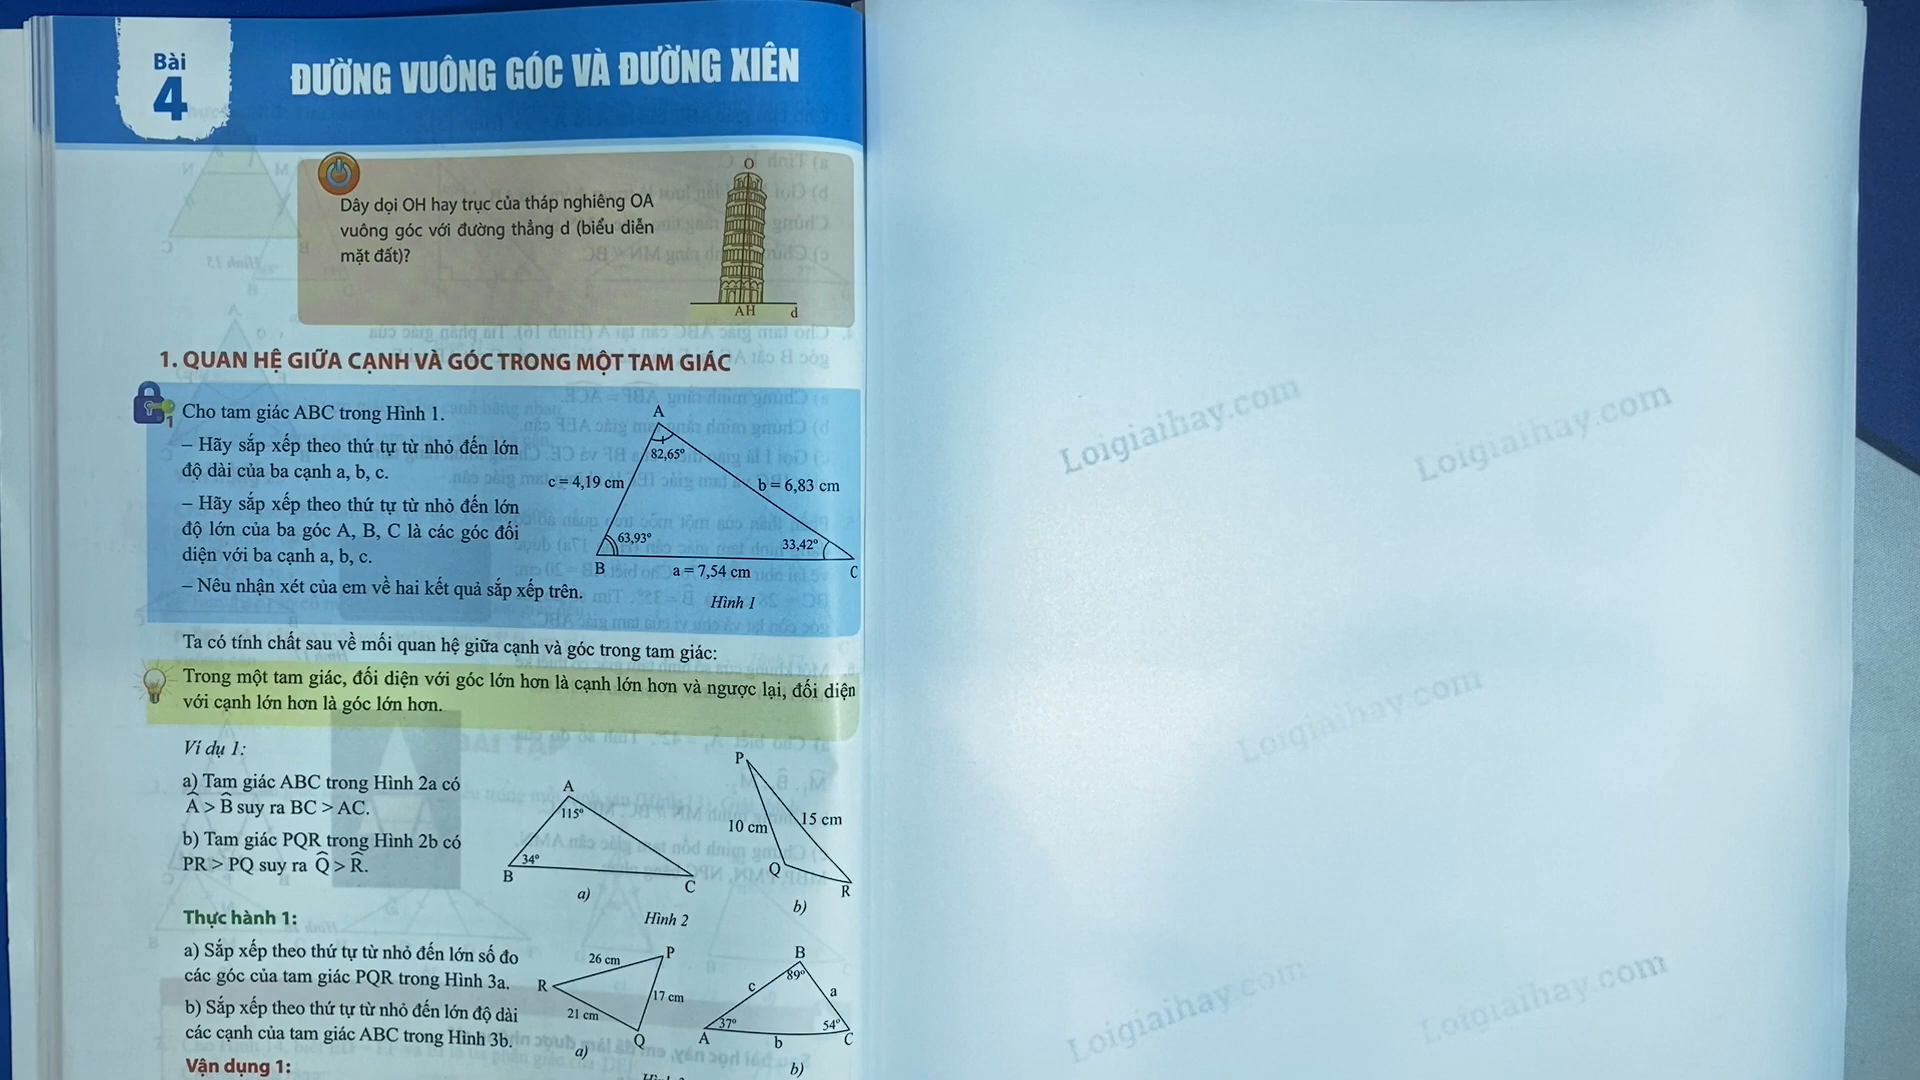 Bài
4
ĐƯỜNG VUÔNG GÓC VÀ ĐƯỜNG XIÊN
O
Dây dọi OH hay trục của tháp nghiêng OA
vuông góc với đường thẳng d (biểu diễn
mặt đất)?
AH
d
1. QUAN HỆ GIỮA CẠNH VÀ GÓC TRONG MỘT TAM GIÁC
1
Cho tam giác ABC trong Hình 1.
– Hãy sắp xếp theo thứ tự từ nhỏ đến lớn
độ dài của ba cạnh a, b, c.
– Hãy sắp xếp theo thứ tự từ nhỏ đến lớn
độ lớn của ba góc A, B, C là các góc đối
diện với ba cạnh a, b, c.
– Nêu nhận xét của em về hai kết quả sắp xếp trên.
A
82,65°
c = 4,19 cm
b = 6,83 cm
63,93°
33,42°
B
a = 7,54 cm
C
Hình 1
Ta có tính chất sau về mối quan hệ giữa cạnh và góc trong tam giác:
Trong một tam giác, đối diện với góc lớn hơn là cạnh lớn hơn và ngược lại, đối diện
với cạnh lớn hơn là góc lớn hơn.
Ví dụ 1:
a) Tam giác ABC trong Hình 2a có
Â > B̂ suy ra BC > AC.
b) Tam giác PQR trong Hình 2b có
PR > PQ suy ra Q̂ > R̂.
A
115°
34°
B
C
a)
P
10 cm
15 cm
Q
R
b)
Hình 2
Thực hành 1:
a) Sắp xếp theo thứ tự từ nhỏ đến lớn số đo
các góc của tam giác PQR trong Hình 3a.
b) Sắp xếp theo thứ tự từ nhỏ đến lớn độ dài
các cạnh của tam giác ABC trong Hình 3b.
26 cm
P
R
17 cm
21 cm
Q
a)
B
89°
c
a
37°
54°
A
b
C
b)
Vận dụng 1:
Loigiaihay.com
Loigiaihay.com
Loigiaihay.com
Loigiaihay.com
Loigiaihay.com